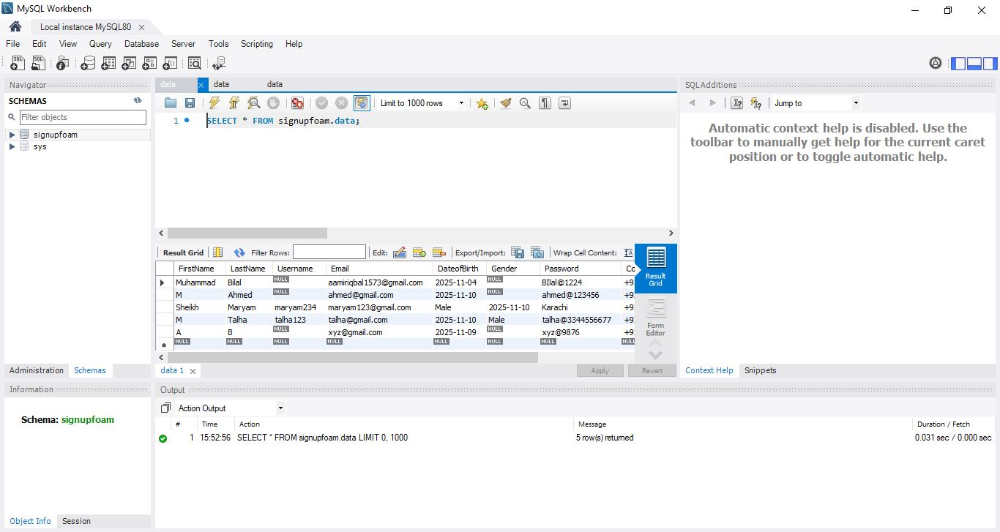 MySQL Workbench
Local instance MySQL80
File Edit View Query Database Server Tools Scripting Help
Navigator
SCHEMAS
Filter objects
signupfoam
sys
Administration Schemas
data data data
Limit to 1000 rows
1 SELECT * FROM signupfoam.data;
Result Grid Filter Rows: Edit: Export/Import: Wrap Cell Content: IA
FirstName LastName Username Email DateofBirth Gender Password Co
Muhammad Bilal NULL aamiriqbal1573@gmail.com 2025-11-04 NULL BIlal@1224 +92
M Ahmed NULL ahmed@gmail.com 2025-11-10 NULL ahmed@123456 +92
Sheikh Maryam maryam234 maryam123@gmail.com Male 2025-11-10 Karachi +92
M Talha talha123 talha@gmail.com 2025-11-10 Male talha@3344556677 +92
A B NULL xyz@gmail.com 2025-11-09 xyz@9876 +92
NULL NULL NULL NULL NULL NULL NULL NULL
Result Grid
Form Editor
data 1
Apply Revert
SQLAdditions
Jump to
Automatic context help is disabled. Use the
toolbar to manually get help for the current caret
position or to toggle automatic help.
Context Help Snippets
Information
Schema: signupfoam
Object Info Session
Output
Action Output
# Time Action Message Duration / Fetch
1 15:52:56 SELECT * FROM signupfoam.data LIMIT 0, 1000 5 row(s) returned 0.031 sec / 0.000 sec